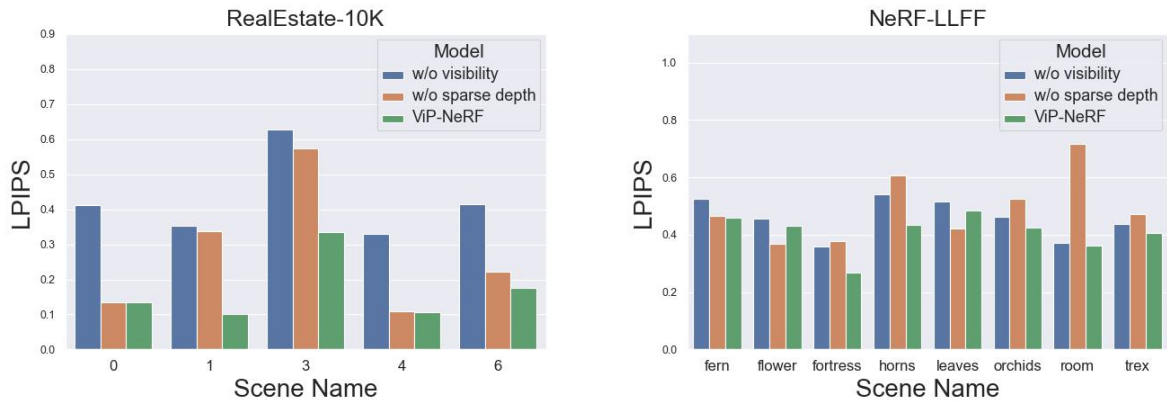 RealEstate-10K
0.9
0.8
0.7
0.6
0.5
0.4
0.3
0.2
0.1
0.0
LPIPS
Model
w/o visibility
w/o sparse depth
ViP-NeRF
0 1 3 4 6
Scene Name
NeRF-LLFF
1.0
0.8
0.6
0.4
0.2
0.0
LPIPS
Model
w/o visibility
w/o sparse depth
ViP-NeRF
fern flower fortress horns leaves orchids room trex
Scene Name